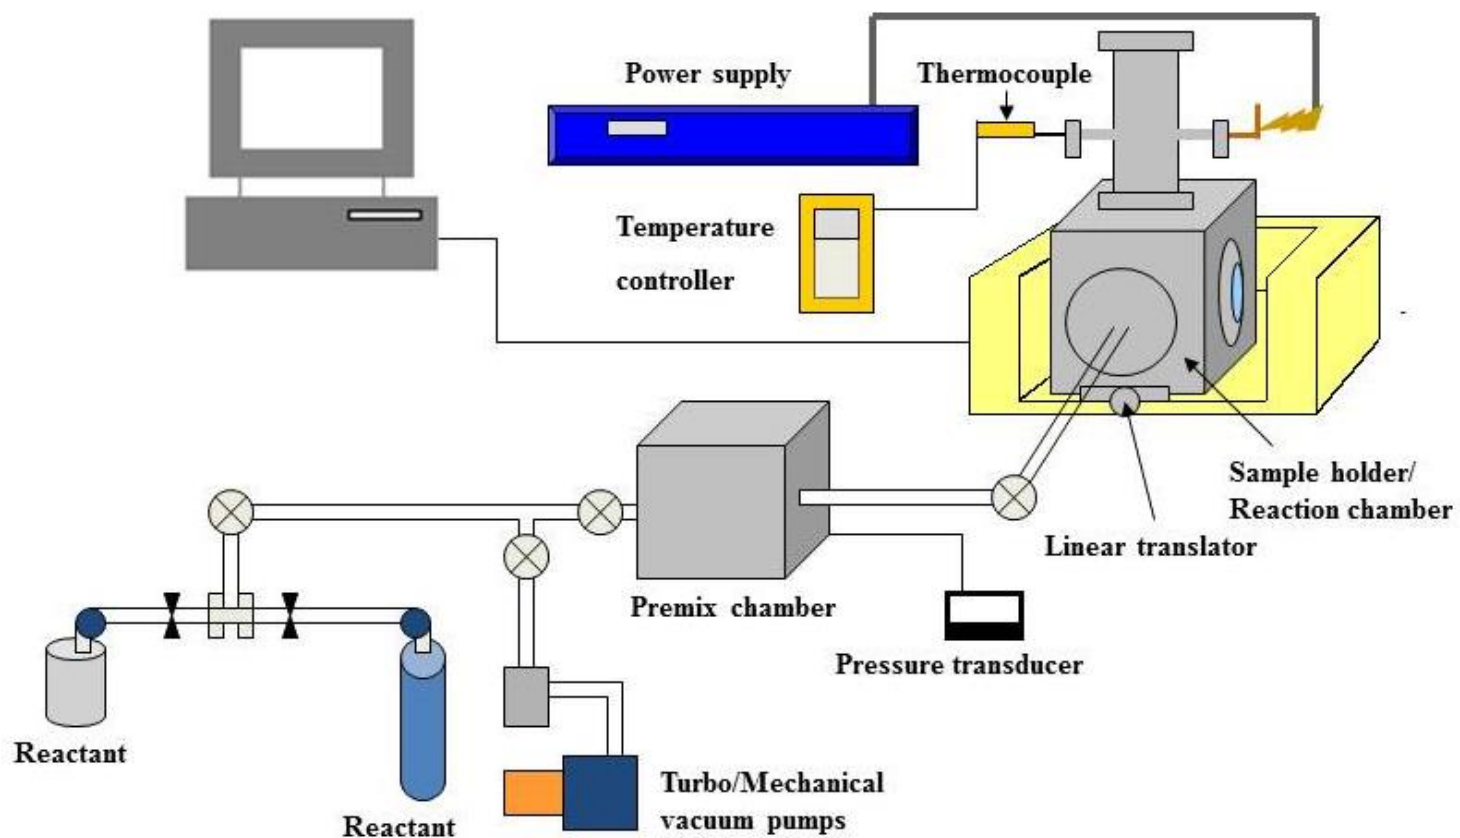 Power supply
Thermocouple
Temperature
controller
Sample holder/
Reaction chamber
Linear translator
Premix chamber
Pressure transducer
Reactant
Turbo/Mechanical
vacuum pumps
Reactant